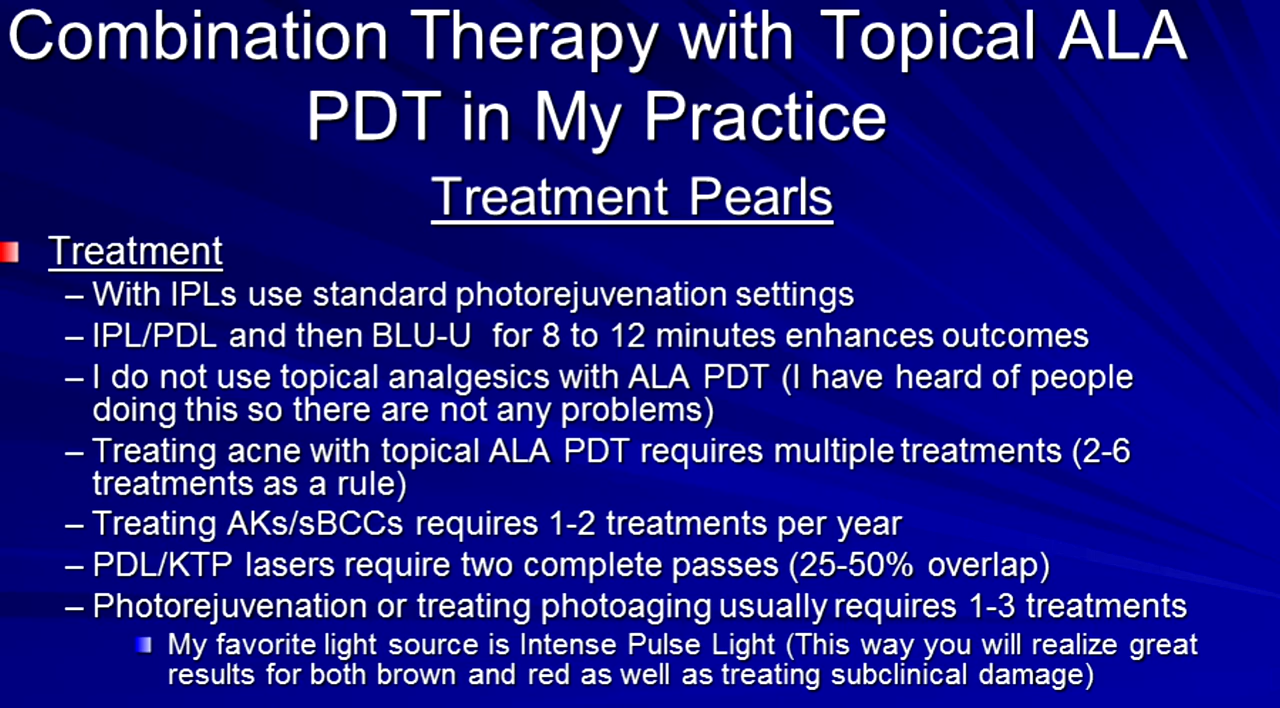 Combination Therapy with Topical ALA
PDT in My Practice
Treatment Pearls
Treatment
– With IPLs use standard photorejuvenation settings
– IPL/PDL and then BLU-U for 8 to 12 minutes enhances outcomes
– I do not use topical analgesics with ALA PDT (I have heard of people
doing this so there are not any problems)
– Treating acne with topical ALA PDT requires multiple treatments (2-6
treatments as a rule)
– Treating AKs/sBCCs requires 1-2 treatments per year
– PDL/KTP lasers require two complete passes (25-50% overlap)
– Photorejuvenation or treating photoaging usually requires 1-3 treatments
My favorite light source is Intense Pulse Light (This way you will realize great
results for both brown and red as well as treating subclinical damage)